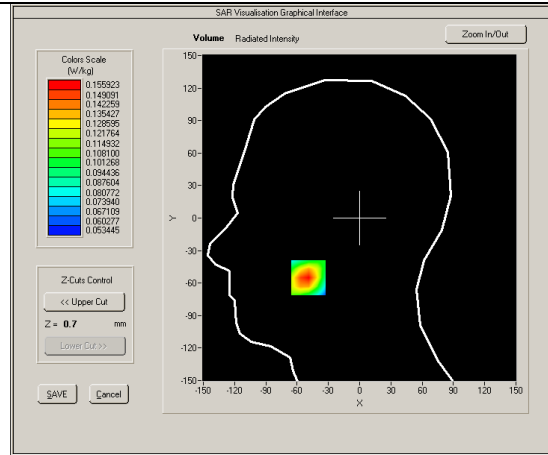 SAR Visualisation Graphical Interface
Volume Radiated Intensity
Zoom In/Out
Colors Scale
(W/kg)
0.155923
0.149091
0.142259
0.135427
0.128595
0.121764
0.114932
0.108100
0.101268
0.094436
0.087604
0.080772
0.073940
0.067109
0.060277
0.053445
Z-Cuts Control
<< Upper Cut
Z = 0.7 mm
Lower Cut >>
SAVE Cancel
150-
120-
90-
60-
30-
0-
-30-
-60-
-90-
-120-
-150-
Y
-150 -120 -90 -60 -30 0 30 60 90 120 150
X